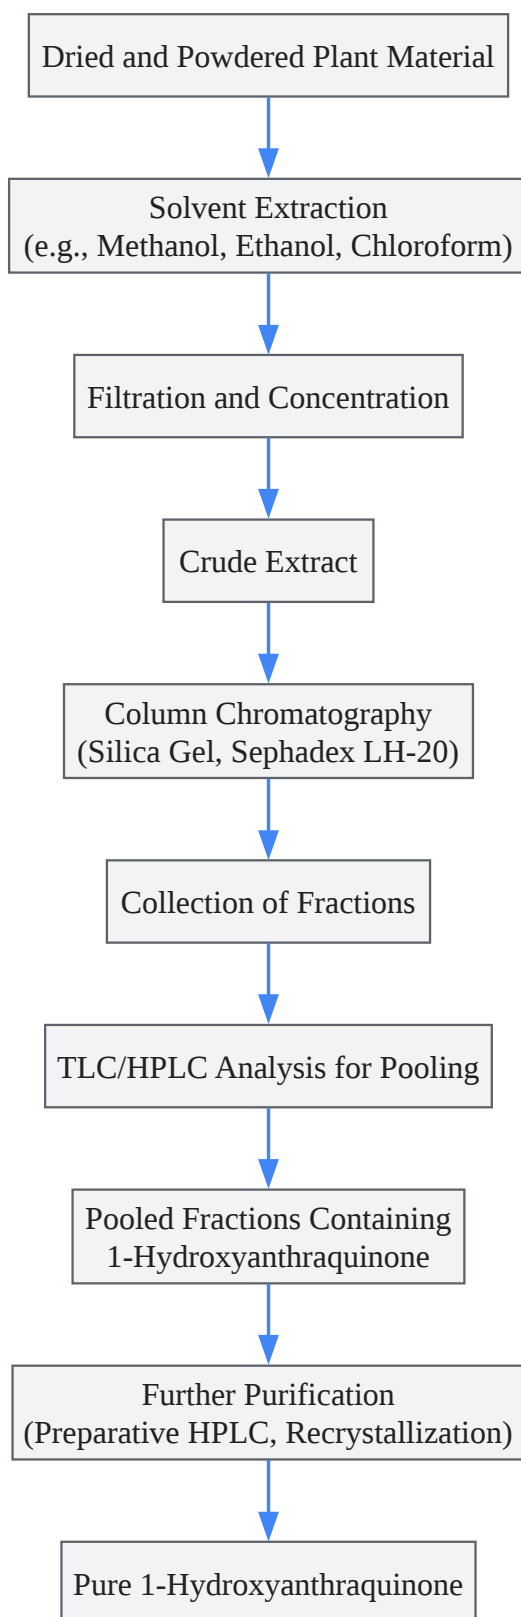 Dried and Powdered Plant Material
Solvent Extraction
(e.g., Methanol, Ethanol, Chloroform)
Filtration and Concentration
Crude Extract
Column Chromatography
(Silica Gel, Sephadex LH-20)
Collection of Fractions
TLC/HPLC Analysis for Pooling
Pooled Fractions Containing
1-Hydroxyanthraquinone
Further Purification
(Preparative HPLC, Recrystallization)
Pure 1-Hydroxyanthraquinone